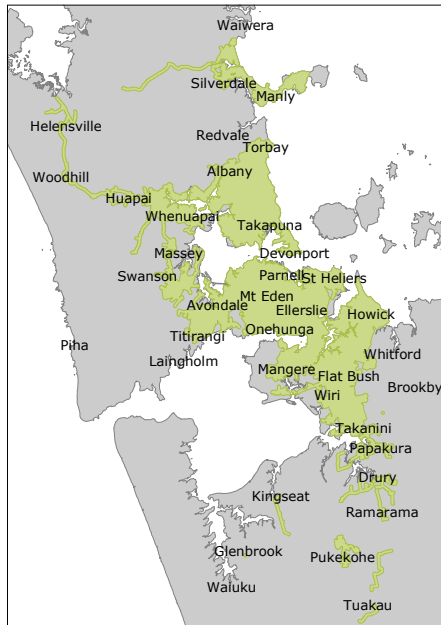 Waiwera
Silverdale
Manly
Helensville
Redvale
Torbay
Woodhill
Albany
Huapai
Whenuapai
Takapuna
Massey
Devonport
Swanson
Parnell
St Heliers
Avondale
Mt Eden
Ellerslie
Howick
Titirangi
Onehunga
Piha
Laingholm
Whitford
Mangere
Flat Bush
Brookby
Wiri
Takanini
Papakura
Drury
Kingseat
Ramarama
Glenbrook
Pukekohe
Waiuku
Tuakau